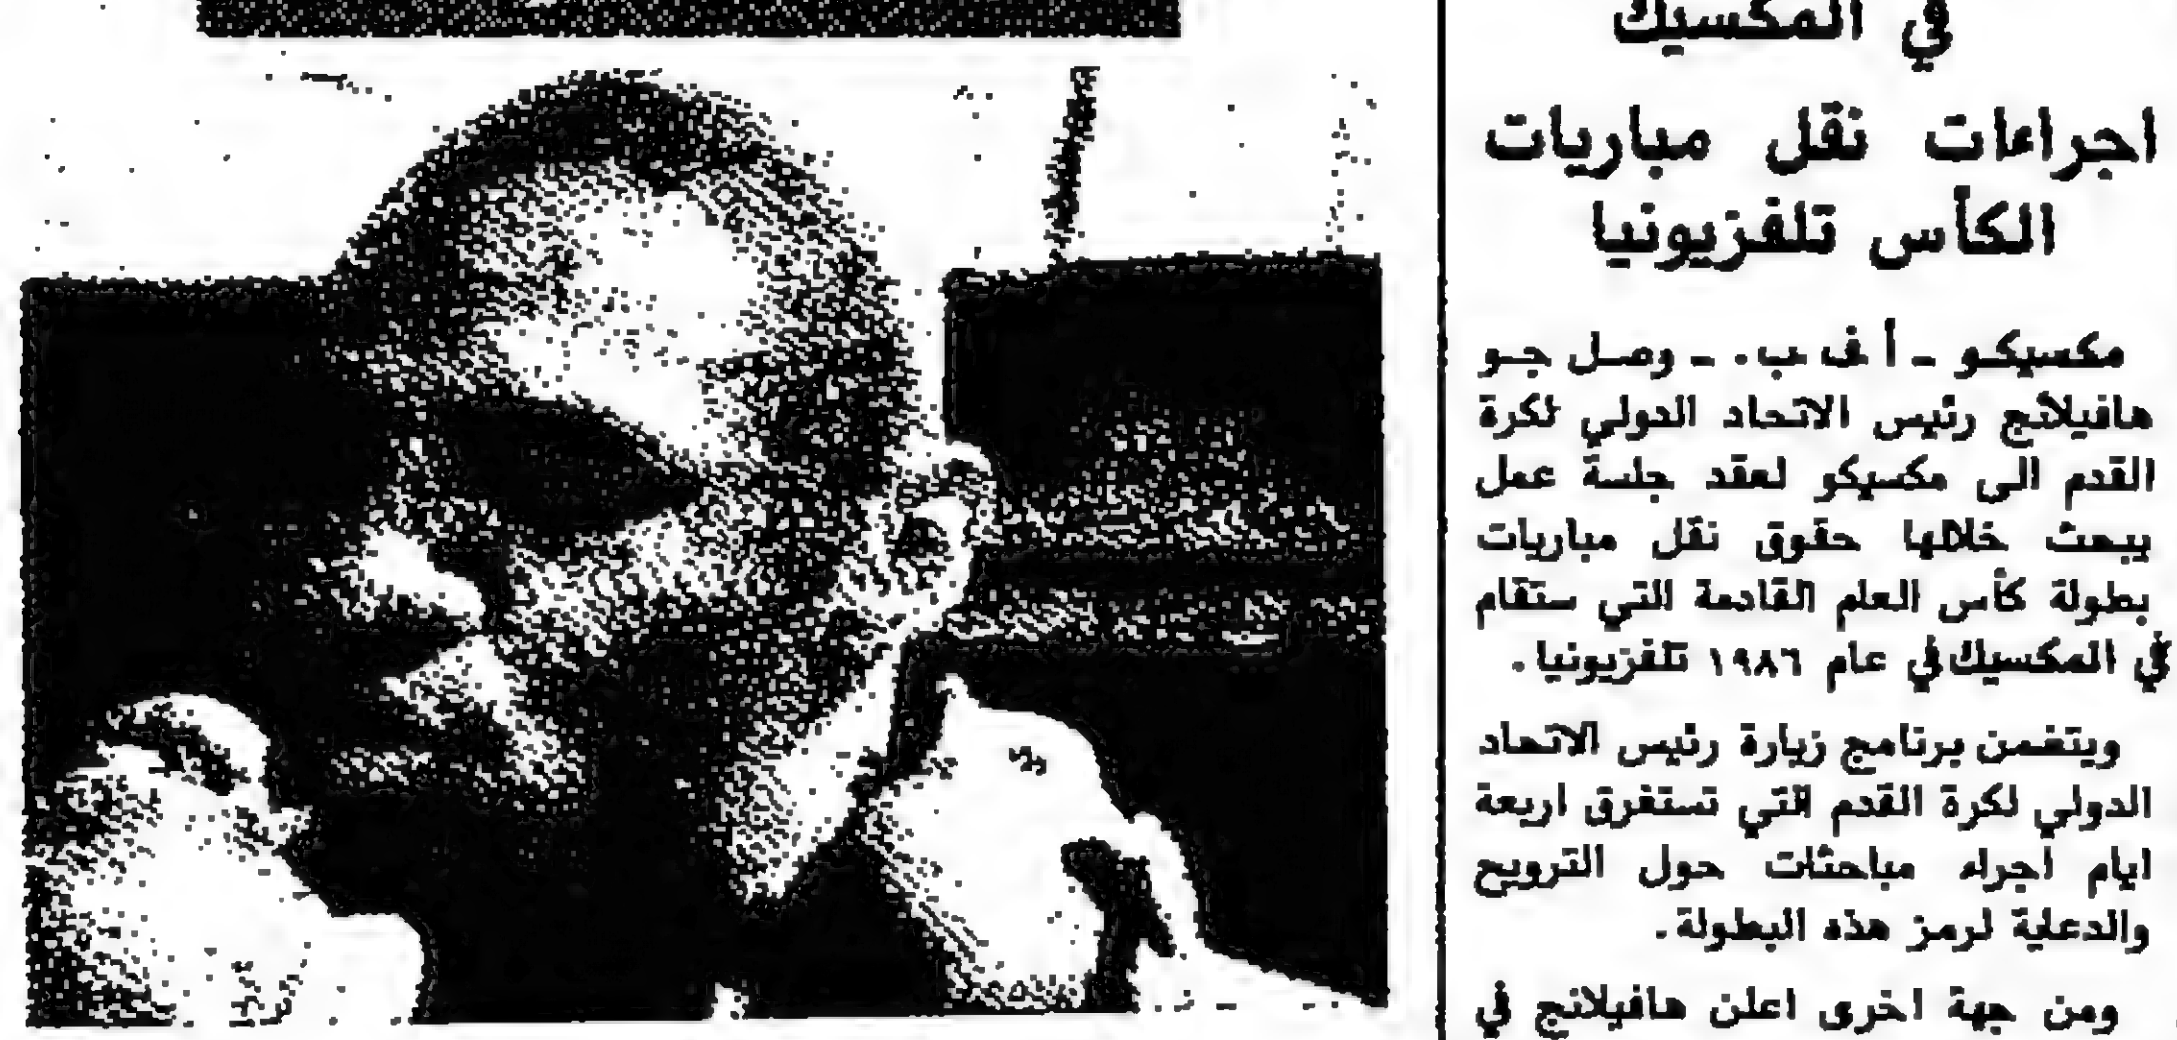 في المكسيك
اجراءات نقل مباريات
الكأس تلفزيونيا
مكسيكو ـ أ ف ب. ـ وصل جو
هافيلانج رئيس الاتحاد الدولي لكرة
القدم الى مكسيكو لعقد جلسة عمل
يبحث خلالها حقوق نقل مباريات
بطولة كأس العلم القادمة التي ستقام
في المكسيك في عام ١٩٨٦ تلفزيونيا.
ويتضمن برنامج زيارة رئيس الاتحاد
الدولي لكرة القدم التي تستغرق اربعة
ايام اجراء مباحثات حول الترويج
والدعاية لرمز هذه البطولة.
ومن جهة اخرى اعلن هافيلانج في